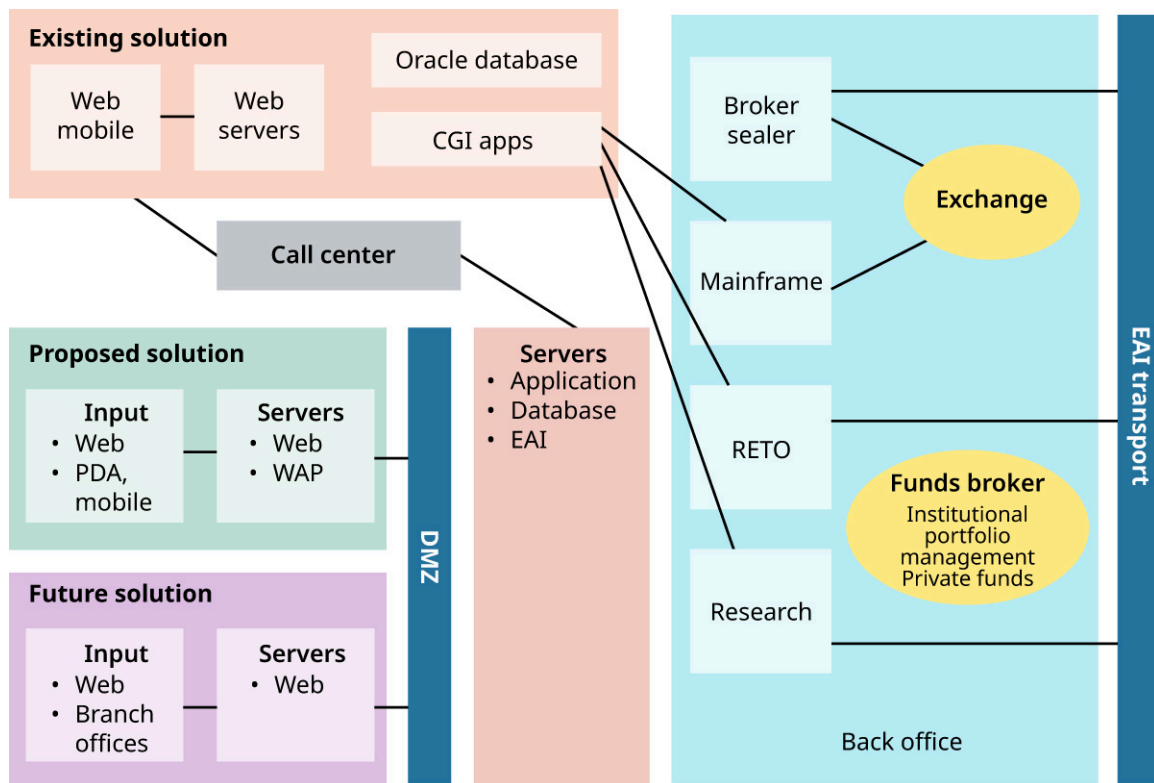 Existing solution
Web
mobile
Web
servers
Oracle database
CGI apps
Call center
Proposed solution
Input
• Web
• PDA,
mobile
Servers
• Web
• WAP
Future solution
Input
• Web
• Branch
offices
Servers
• Web
DMZ
Servers
• Application
• Database
• EAI
Broker
sealer
Mainframe
RETO
Research
Exchange
Funds broker
Institutional
portfolio
management
Private funds
Back office
EAI transport